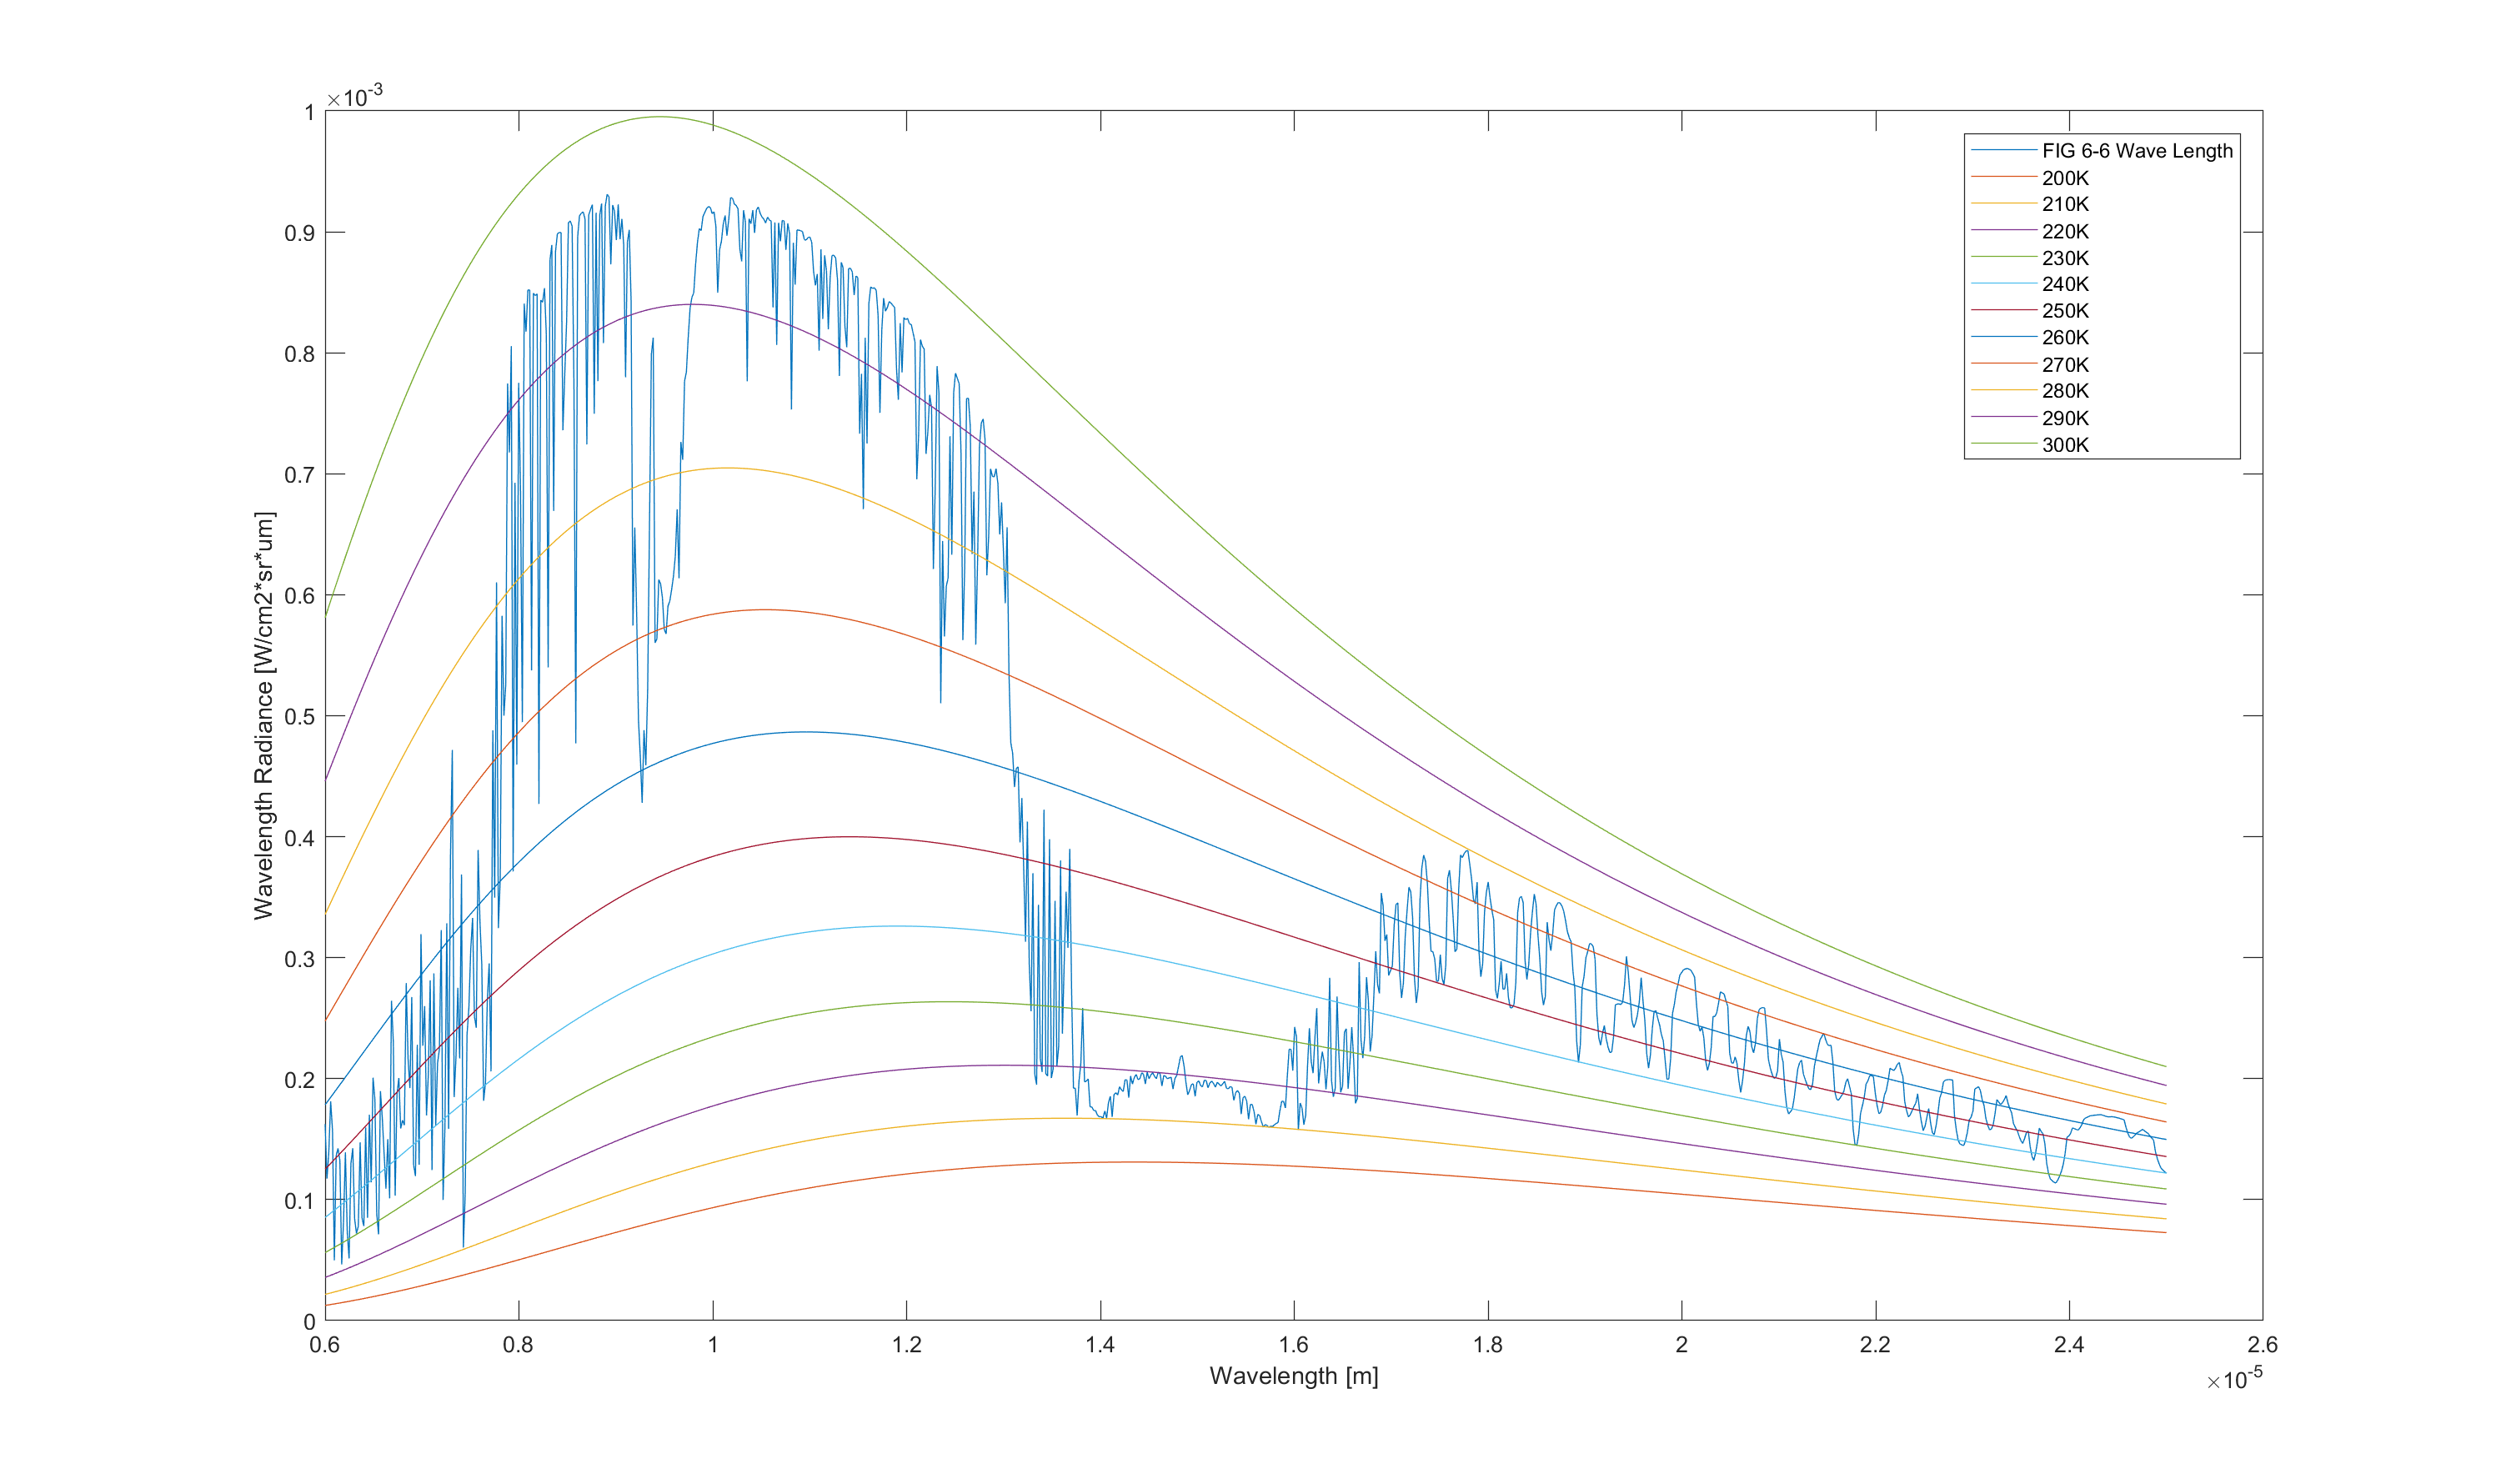 ×10-3
1
0.9
0.8
0.7
0.6
0.5
0.4
0.3
0.2
0.1
0
Wavelength Radiance [W/cm2*sr*um]
0.6 0.8 1 1.2 1.4 1.6 1.8 2 2.2 2.4 2.6
Wavelength [m]
×10-5
FIG 6-6 Wave Length
200K
210K
220K
230K
240K
250K
260K
270K
280K
290K
300K